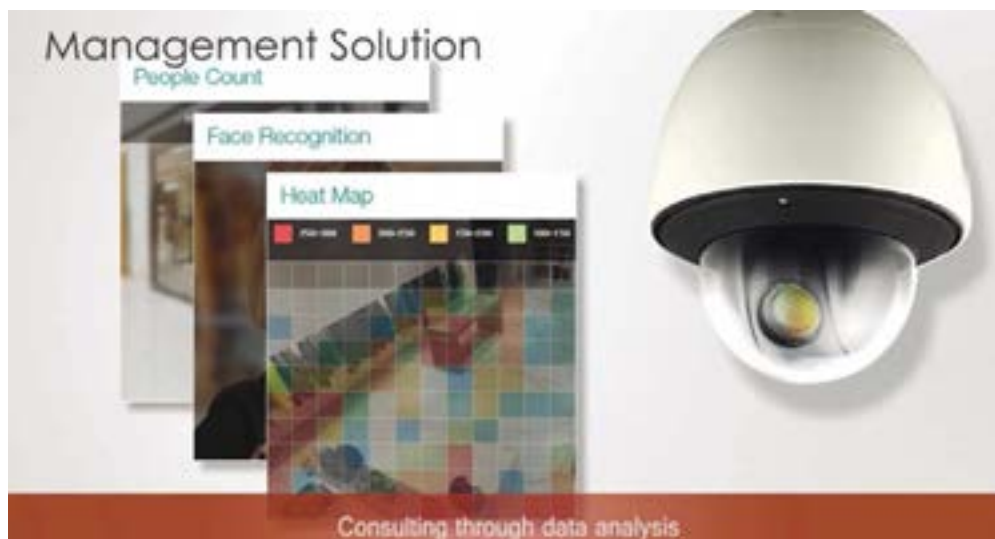 Management Solution
People Count
Face Recognition
Heat Map
Consulting through data analysis